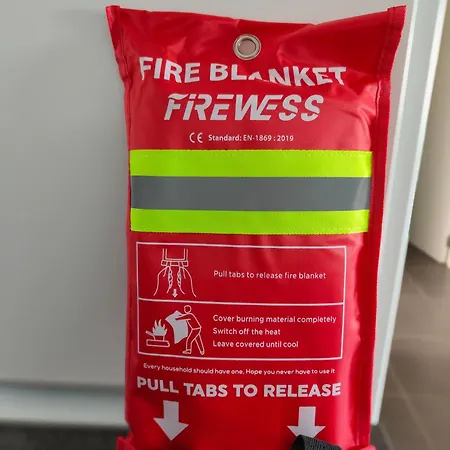 FIRE BLANKET
FIREWESS
CE Standard: EN-1869 : 2019
Pull tabs to release fire blanket
Cover burning material completely
Switch off the heat
Leave covered until cool
Every household should have one. Hope you never have to use it
PULL TABS TO RELEASE